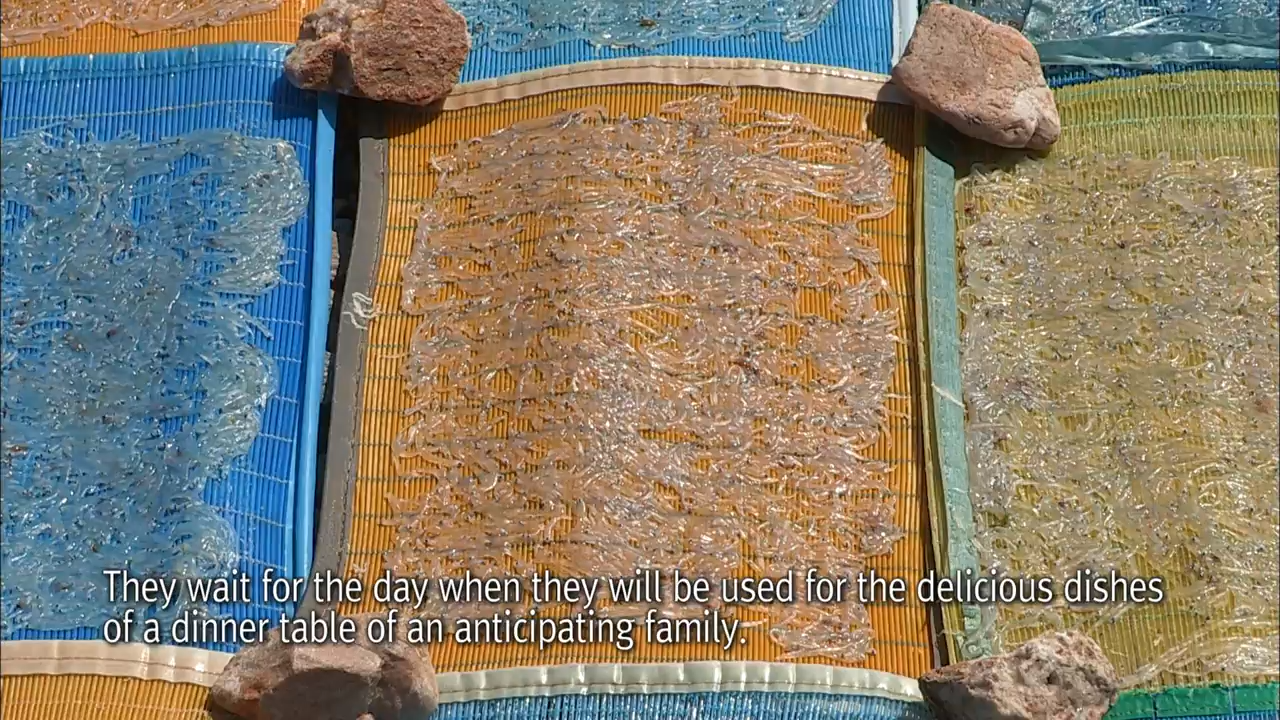 They wait for the day when they will be used for the delicious dishes
of a dinner table of an anticipating family.